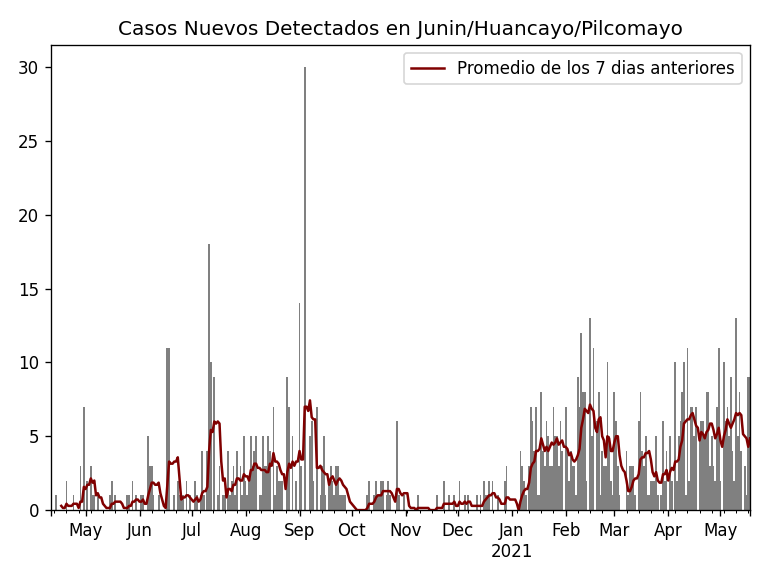 Casos Nuevos Detectados en Junin/Huancayo/Pilcomayo
Promedio de los 7 dias anteriores
30
25
20
15
10
5
0
May Jun Jul Aug Sep Oct Nov Dec Jan Feb Mar Apr May
2021